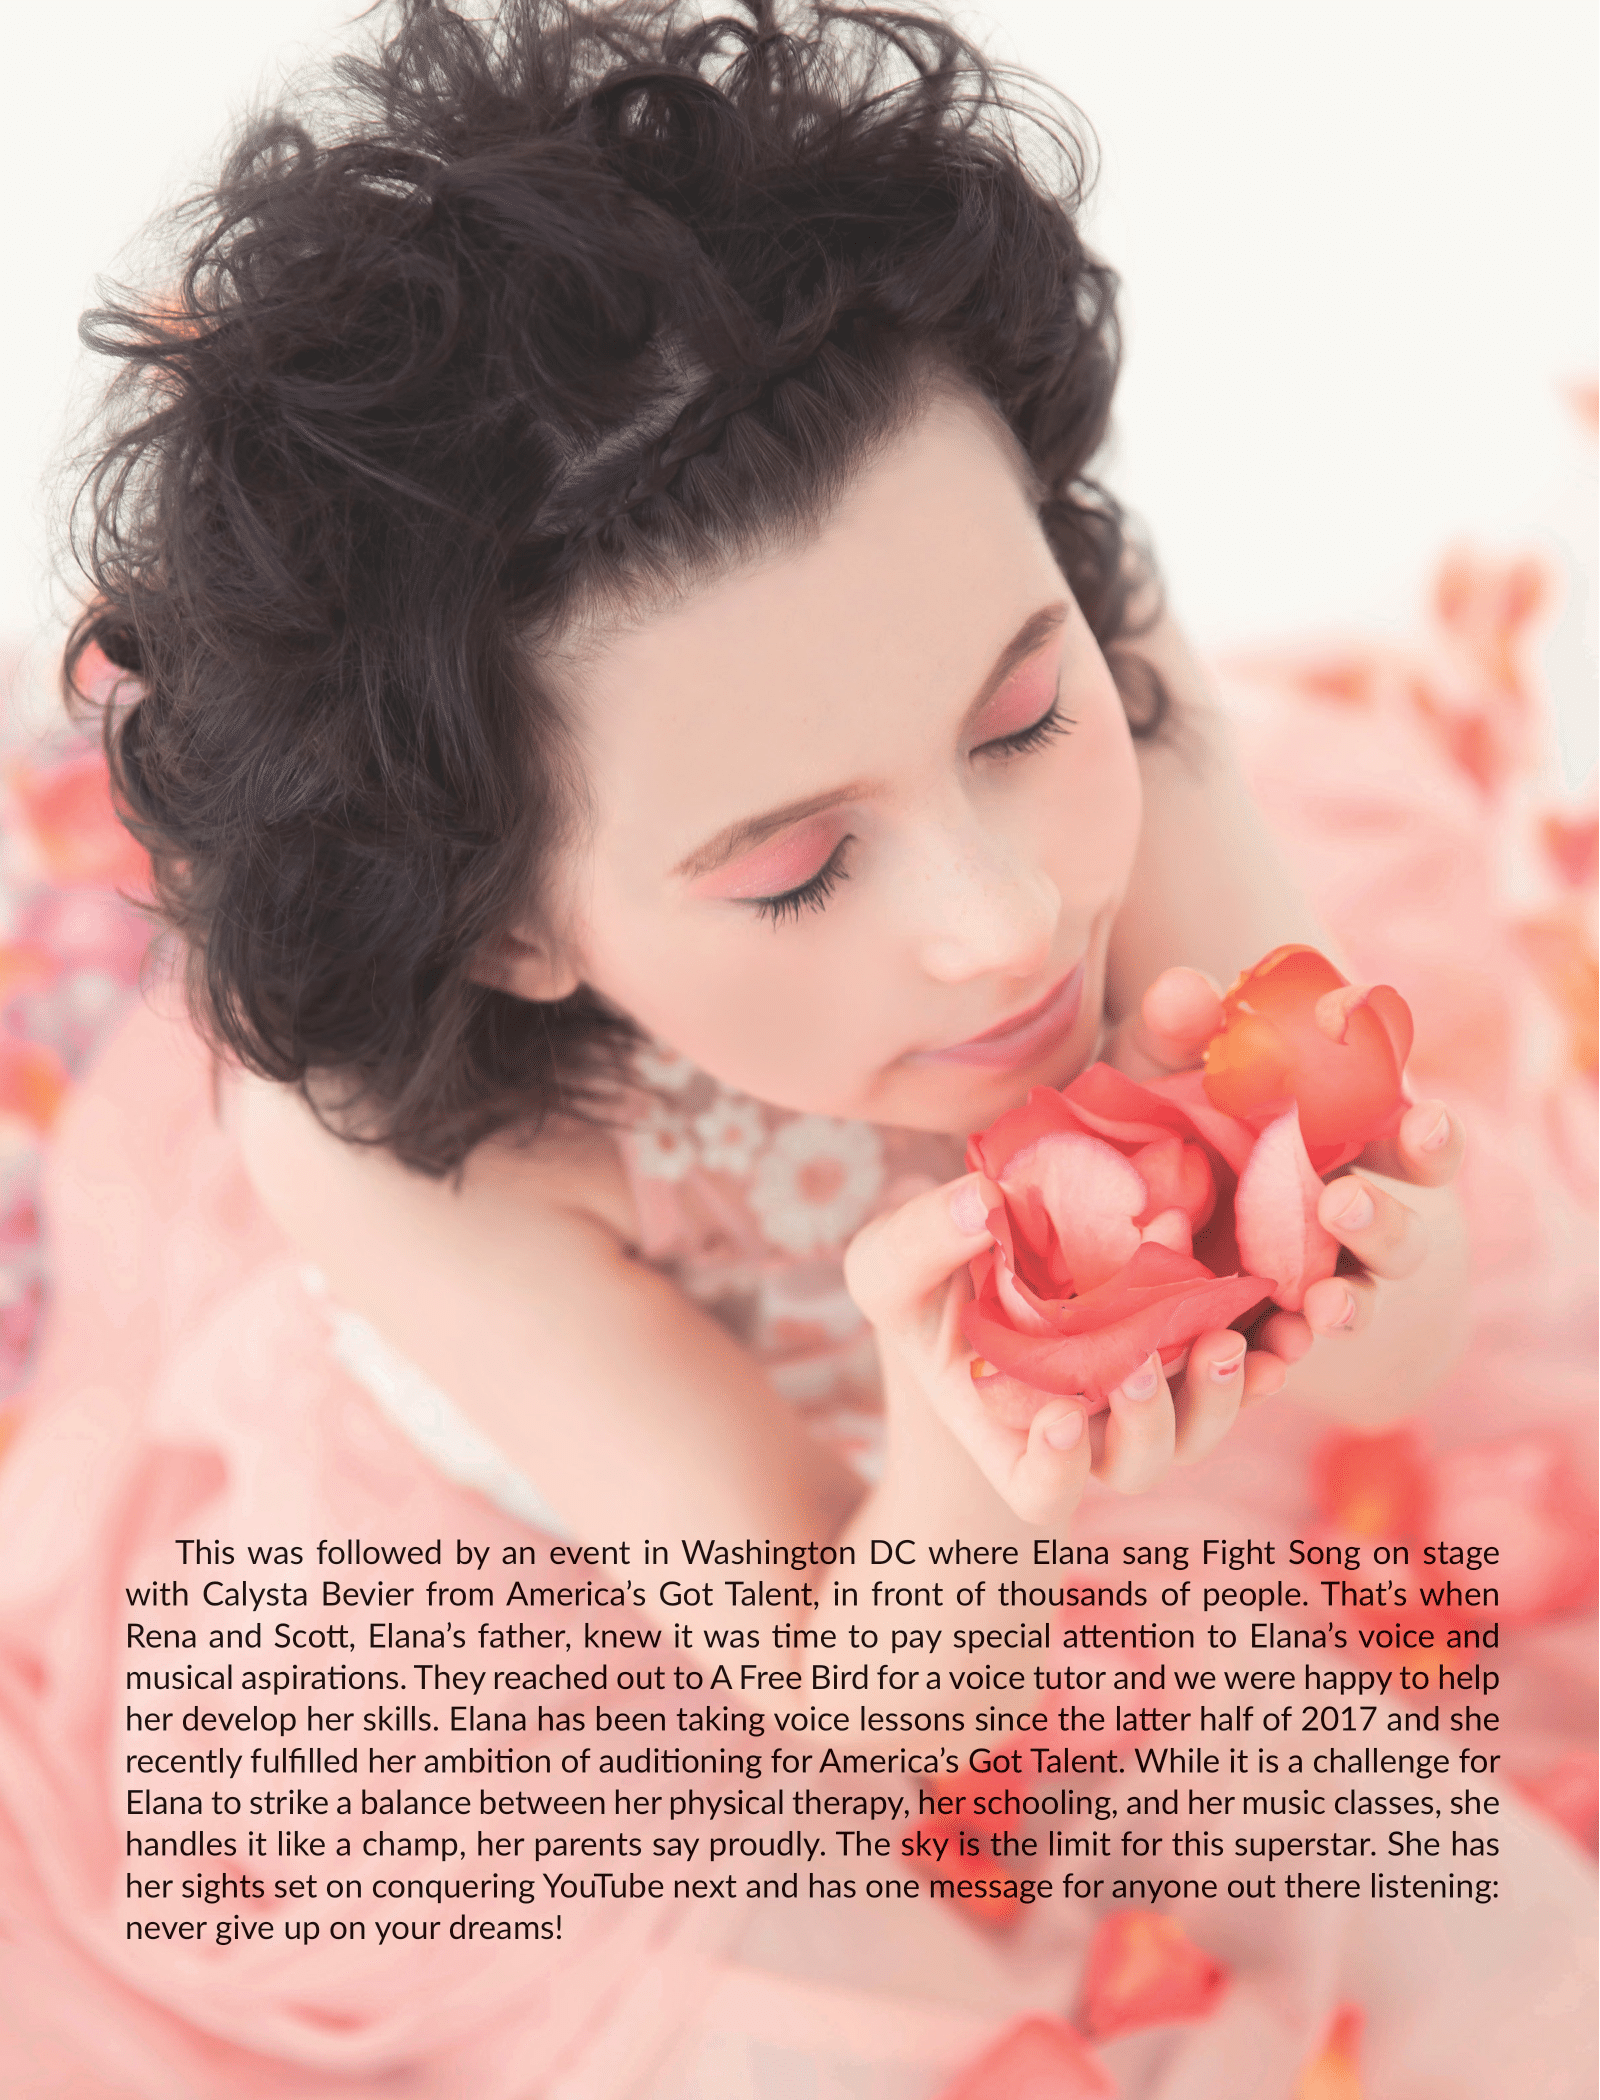 This was followed by an event in Washington DC where Elana sang Fight Song on stage
with Calysta Bevier from America’s Got Talent, in front of thousands of people. That’s when
Rena and Scott, Elana’s father, knew it was time to pay special attention to Elana’s voice and
musical aspirations. They reached out to A Free Bird for a voice tutor and we were happy to help
her develop her skills. Elana has been taking voice lessons since the latter half of 2017 and she
recently fulfilled her ambition of auditioning for America’s Got Talent. While it is a challenge for
Elana to strike a balance between her physical therapy, her schooling, and her music classes, she
handles it like a champ, her parents say proudly. The sky is the limit for this superstar. She has
her sights set on conquering YouTube next and has one message for anyone out there listening:
never give up on your dreams!